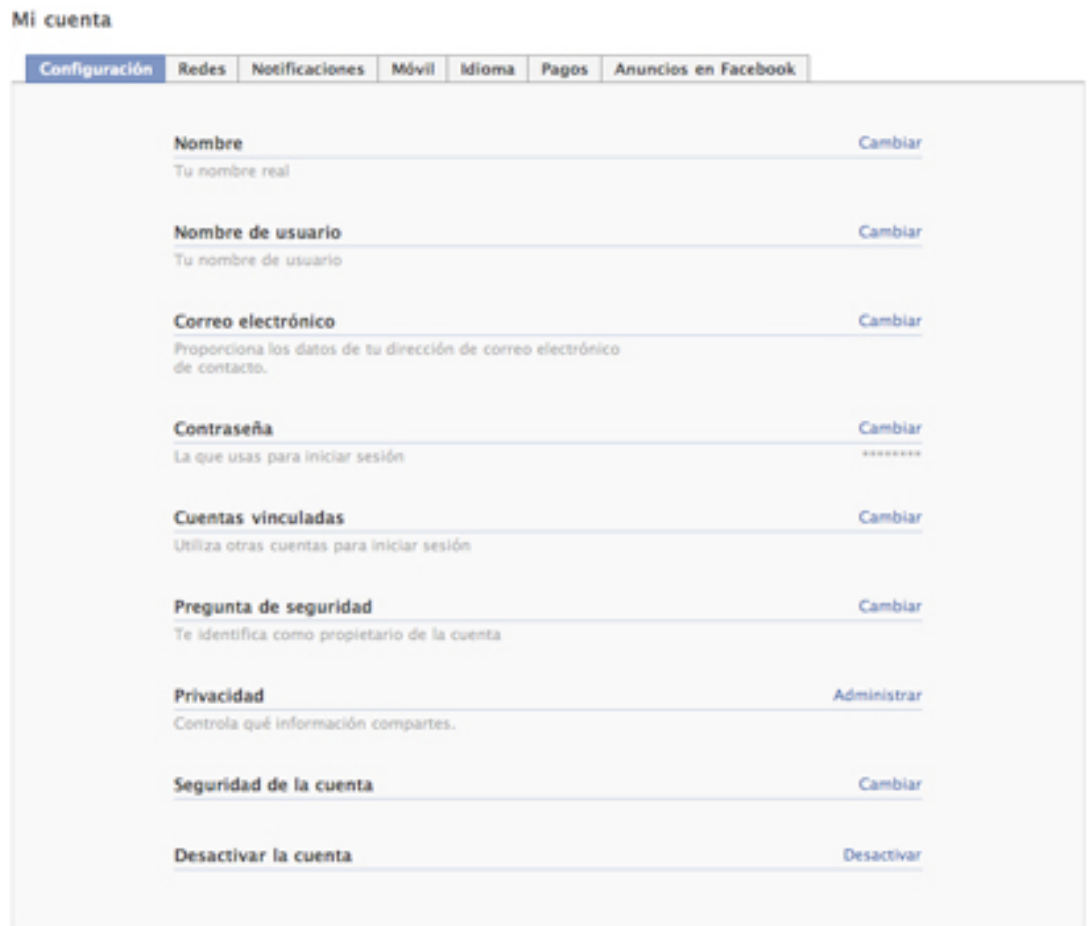 Mi cuenta
Configuración Redes Notificaciones Móvil Idioma Pagos Anuncios en Facebook
Nombre Cambiar
Tu nombre real
Nombre de usuario Cambiar
Tu nombre de usuario
Correo electrónico Cambiar
Proporciona los datos de tu dirección de correo electrónico
de contacto.
Contraseña Cambiar
La que usas para iniciar sesión ********
Cuentas vinculadas Cambiar
Utiliza otras cuentas para iniciar sesión
Pregunta de seguridad Cambiar
Te identifica como propietario de la cuenta
Privacidad Administrar
Controla qué información compartes.
Seguridad de la cuenta Cambiar
Desactivar la cuenta Desactivar